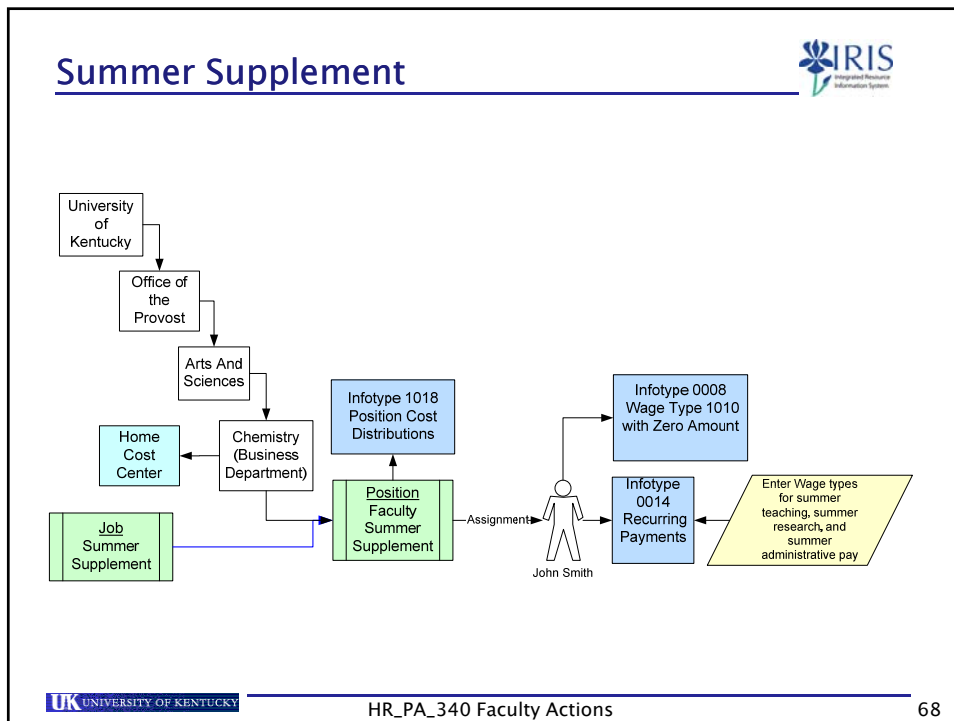 Summer Supplement
IRIS
Integrated Resource
Information System
University
of
Kentucky
Office of
the
Provost
Arts And
Sciences
Home
Cost
Center
Chemistry
(Business
Department)
Infotype 1018
Position Cost
Distributions
Job
Summer
Supplement
Position
Faculty
Summer
Supplement
Assignment
John Smith
Infotype 0008
Wage Type 1010
with Zero Amount
Infotype
0014
Recurring
Payments
Enter Wage types
for summer
teaching, summer
research, and
summer
administrative pay
UK UNIVERSITY OF KENTUCKY
HR_PA_340 Faculty Actions
68